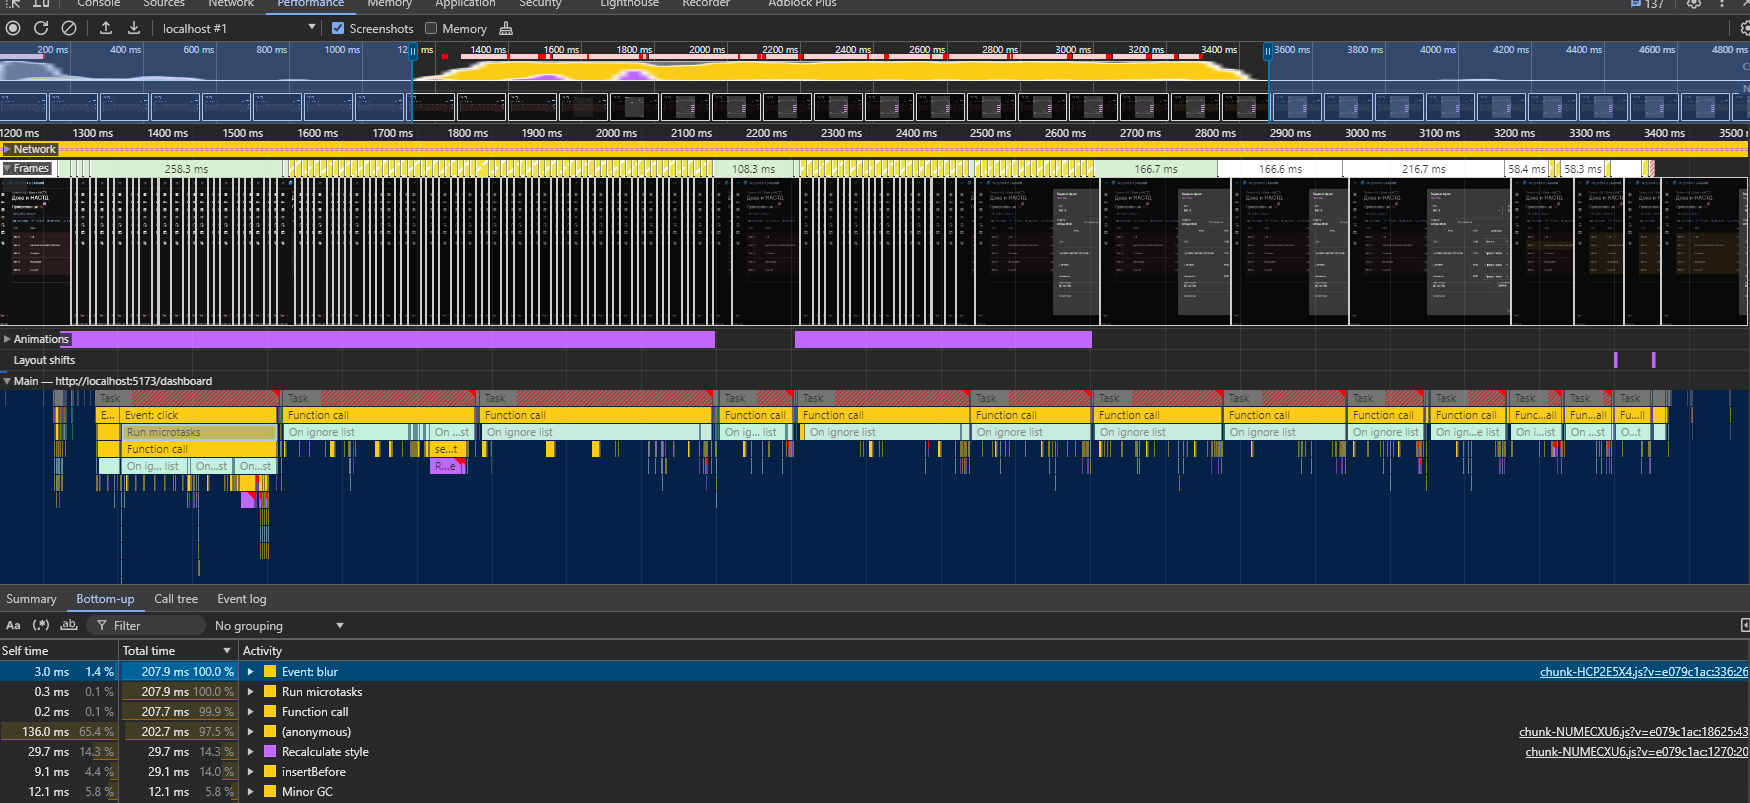 Console Sources Network Performance Memory Application Security Lighthouse Recorder Adblock Plus 137
localhost #1 Screenshots Memory
200 ms 400 ms 600 ms 800 ms 1000 ms 1400 ms 1600 ms 1800 ms 2000 ms 2200 ms 2400 ms 2600 ms 2800 ms 3000 ms 3200 ms 3400 ms 3600 ms 3800 ms 4000 ms 4200 ms 4400 ms 4600 ms 4800 ms
1200 ms 1300 ms 1400 ms 1500 ms 1600 ms 1700 ms 1800 ms 1900 ms 2000 ms 2100 ms 2200 ms 2300 ms 2400 ms 2500 ms 2600 ms 2700 ms 2800 ms 2900 ms 3000 ms 3100 ms 3200 ms 3300 ms 3400 ms
Network
Frames 258.3 ms 108.3 ms 166.7 ms 166.6 ms 216.7 ms 58.4 ms 58.3 ms
Animations
Layout shifts
Main — http://localhost:5173/dashboard
Task Task Task Task Task Task Task Task Task Task Task Task Task
E... Event: click Function call Function call Function call Function call Function call Function call Function call Function call Function call Func...all Fun...all Fu...ll
Run microtasks On ignore list On ...st On ignore list On ig... list On ignore list On ignore list On ignore list On ignore list On ignore list On ign...e list On i...ist On ...st O...t
Function call se...t
On ig... list On...st On...st R...e
Summary Bottom-up Call tree Event log
Aa (.*) ab Filter No grouping
Self time Total time Activity
3.0 ms 1.4 % 207.9 ms 100.0 % Event: blur chunk-HCP2E5X4.js?v=e079c1ac:336:26
0.3 ms 0.1 % 207.9 ms 100.0 % Run microtasks
0.2 ms 0.1 % 207.7 ms 99.9 % Function call
136.0 ms 65.4 % 202.7 ms 97.5 % (anonymous) chunk-NUMECXU6.js?v=e079c1ac:18625:43
29.7 ms 14.3 % 29.7 ms 14.3 % Recalculate style chunk-NUMECXU6.js?v=e079c1ac:1270:20
9.1 ms 4.4 % 29.1 ms 14.0 % insertBefore
12.1 ms 5.8 % 12.1 ms 5.8 % Minor GC